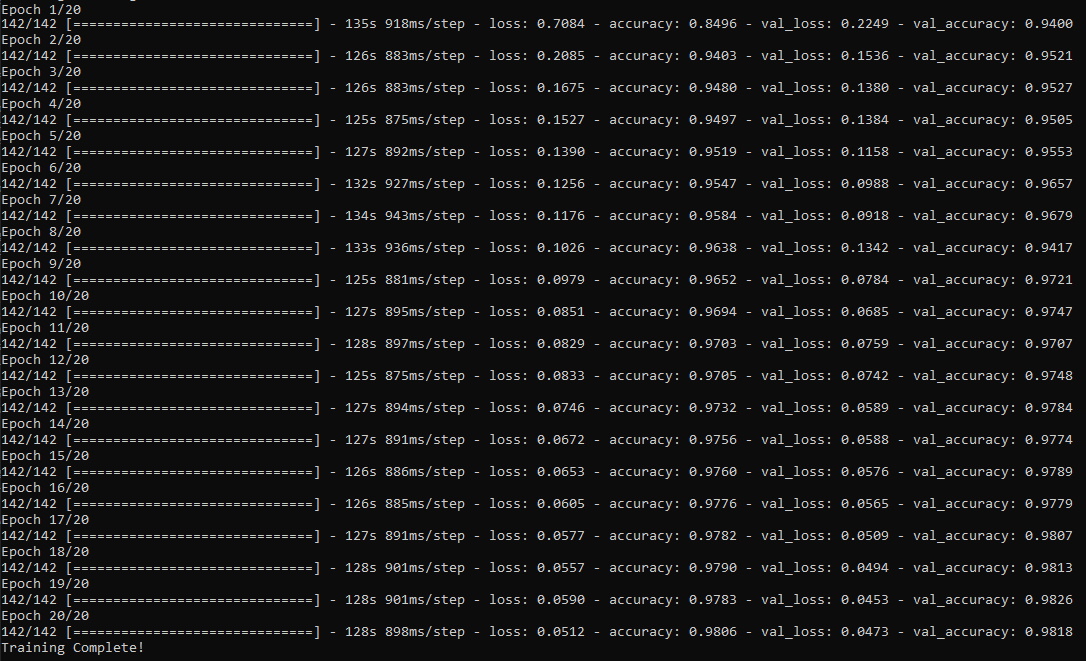 Epoch 1/20
142/142 [==============================] - 135s 918ms/step - loss: 0.7084 - accuracy: 0.8496 - val_loss: 0.2249 - val_accuracy: 0.9400
Epoch 2/20
142/142 [==============================] - 126s 883ms/step - loss: 0.2085 - accuracy: 0.9403 - val_loss: 0.1536 - val_accuracy: 0.9521
Epoch 3/20
142/142 [==============================] - 126s 883ms/step - loss: 0.1675 - accuracy: 0.9480 - val_loss: 0.1380 - val_accuracy: 0.9527
Epoch 4/20
142/142 [==============================] - 125s 875ms/step - loss: 0.1527 - accuracy: 0.9497 - val_loss: 0.1384 - val_accuracy: 0.9505
Epoch 5/20
142/142 [==============================] - 127s 892ms/step - loss: 0.1390 - accuracy: 0.9519 - val_loss: 0.1158 - val_accuracy: 0.9553
Epoch 6/20
142/142 [==============================] - 132s 927ms/step - loss: 0.1256 - accuracy: 0.9547 - val_loss: 0.0988 - val_accuracy: 0.9657
Epoch 7/20
142/142 [==============================] - 134s 943ms/step - loss: 0.1176 - accuracy: 0.9584 - val_loss: 0.0918 - val_accuracy: 0.9679
Epoch 8/20
142/142 [==============================] - 133s 936ms/step - loss: 0.1026 - accuracy: 0.9638 - val_loss: 0.1342 - val_accuracy: 0.9417
Epoch 9/20
142/142 [==============================] - 125s 881ms/step - loss: 0.0979 - accuracy: 0.9652 - val_loss: 0.0784 - val_accuracy: 0.9721
Epoch 10/20
142/142 [==============================] - 127s 895ms/step - loss: 0.0851 - accuracy: 0.9694 - val_loss: 0.0685 - val_accuracy: 0.9747
Epoch 11/20
142/142 [==============================] - 128s 897ms/step - loss: 0.0829 - accuracy: 0.9703 - val_loss: 0.0759 - val_accuracy: 0.9707
Epoch 12/20
142/142 [==============================] - 125s 875ms/step - loss: 0.0833 - accuracy: 0.9705 - val_loss: 0.0742 - val_accuracy: 0.9748
Epoch 13/20
142/142 [==============================] - 127s 894ms/step - loss: 0.0746 - accuracy: 0.9732 - val_loss: 0.0589 - val_accuracy: 0.9784
Epoch 14/20
142/142 [==============================] - 127s 891ms/step - loss: 0.0672 - accuracy: 0.9756 - val_loss: 0.0588 - val_accuracy: 0.9774
Epoch 15/20
142/142 [==============================] - 126s 886ms/step - loss: 0.0653 - accuracy: 0.9760 - val_loss: 0.0576 - val_accuracy: 0.9789
Epoch 16/20
142/142 [==============================] - 126s 885ms/step - loss: 0.0605 - accuracy: 0.9776 - val_loss: 0.0565 - val_accuracy: 0.9779
Epoch 17/20
142/142 [==============================] - 127s 891ms/step - loss: 0.0577 - accuracy: 0.9782 - val_loss: 0.0509 - val_accuracy: 0.9807
Epoch 18/20
142/142 [==============================] - 128s 901ms/step - loss: 0.0557 - accuracy: 0.9790 - val_loss: 0.0494 - val_accuracy: 0.9813
Epoch 19/20
142/142 [==============================] - 128s 901ms/step - loss: 0.0590 - accuracy: 0.9783 - val_loss: 0.0453 - val_accuracy: 0.9826
Epoch 20/20
142/142 [==============================] - 128s 898ms/step - loss: 0.0512 - accuracy: 0.9806 - val_loss: 0.0473 - val_accuracy: 0.9818
Training Complete!